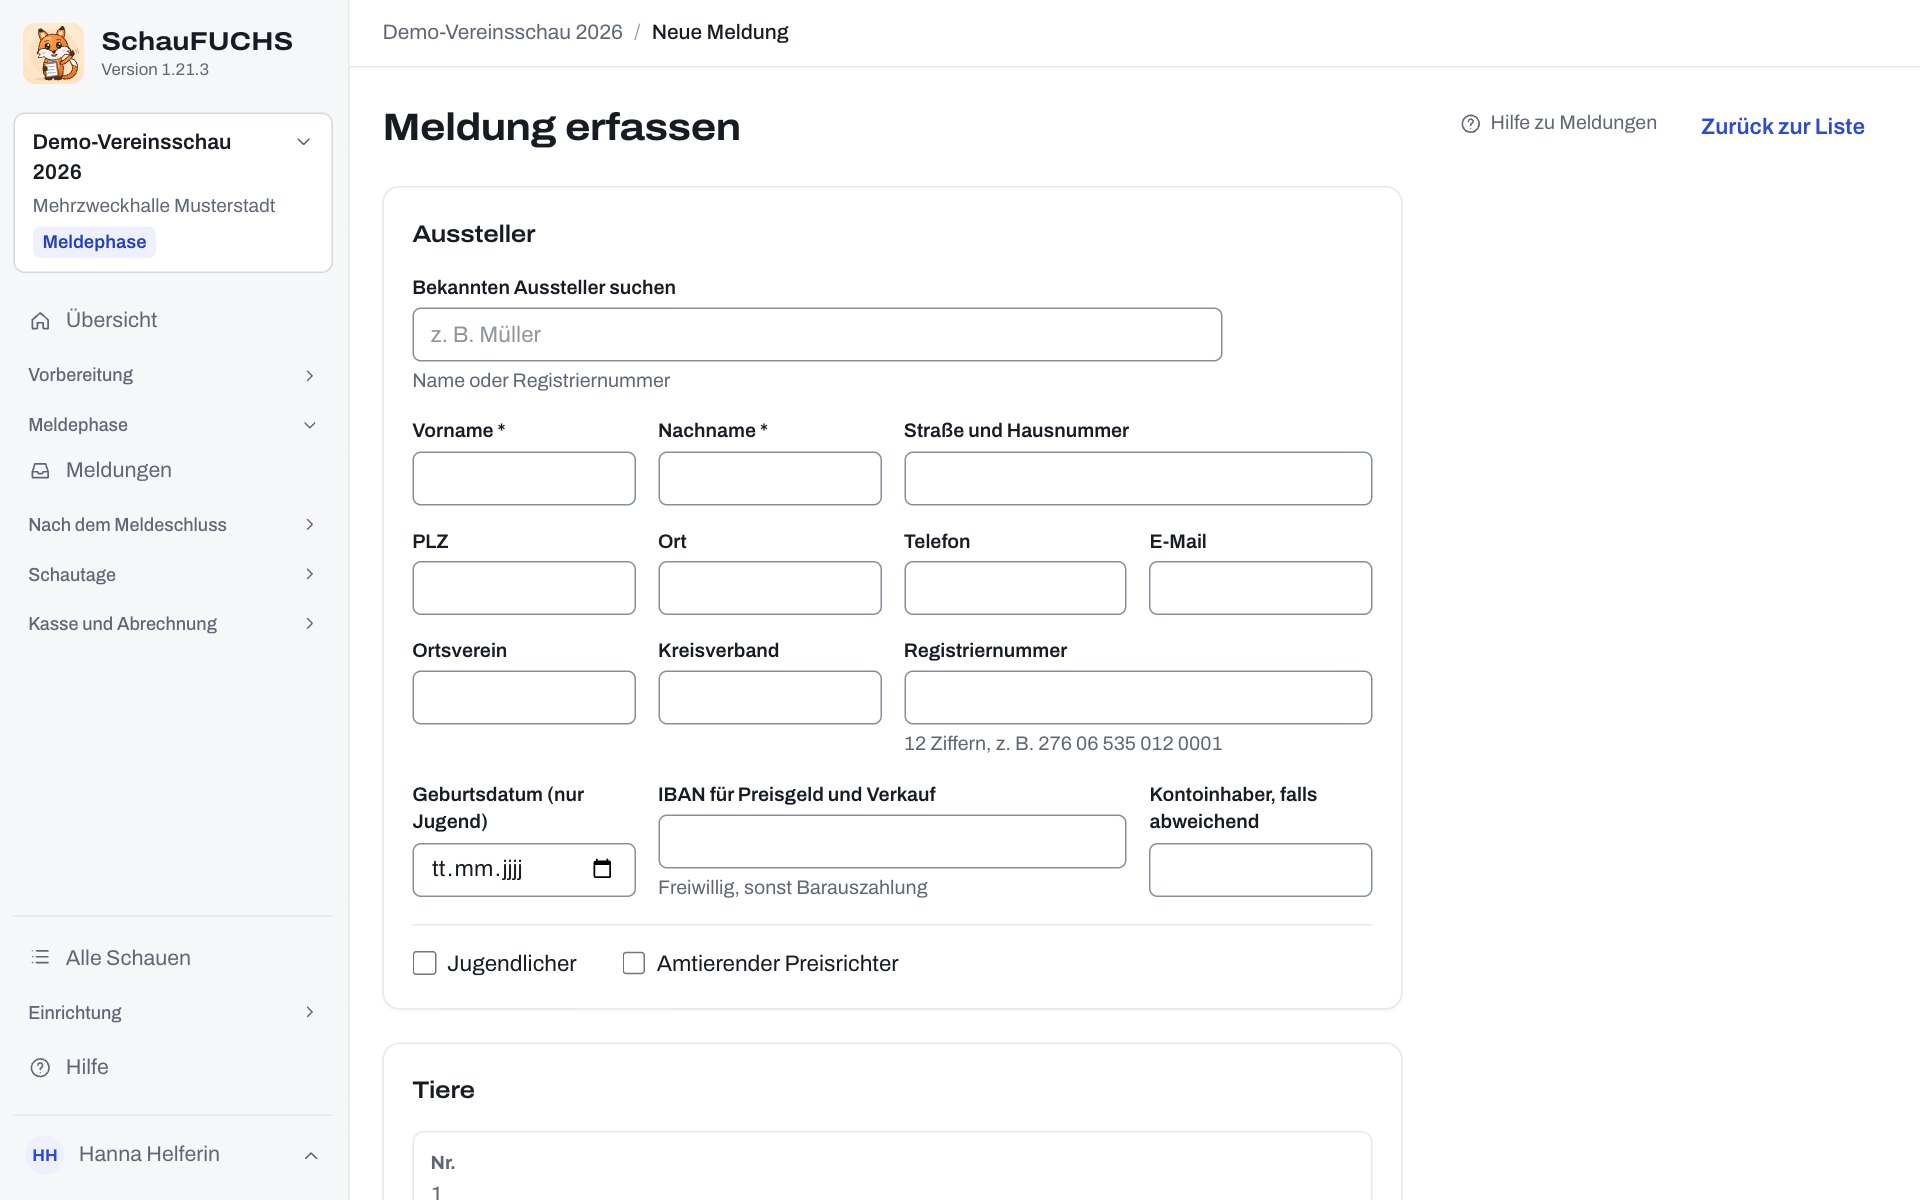 SchauFUCHS
Version 1.21.3
Demo-Vereinsschau 2026
Mehrzweckhalle Musterstadt
Meldephase
Übersicht
Vorbereitung
Meldephase
Meldungen
Nach dem Meldeschluss
Schautage
Kasse und Abrechnung
Alle Schauen
Einrichtung
Hilfe
HH Hanna Helferin
Demo-Vereinsschau 2026 / Neue Meldung
Meldung erfassen
Hilfe zu Meldungen
Zurück zur Liste
Aussteller
Bekannten Aussteller suchen
z. B. Müller
Name oder Registriernummer
Vorname * Nachname * Straße und Hausnummer
PLZ Ort Telefon E-Mail
Ortsverein Kreisverband Registriernummer
12 Ziffern, z. B. 276 06 535 012 0001
Geburtsdatum (nur Jugend) IBAN für Preisgeld und Verkauf Kontoinhaber, falls abweichend
tt.mm.jjjj
Freiwillig, sonst Barauszahlung
Jugendlicher Amtierender Preisrichter
Tiere
Nr.
1